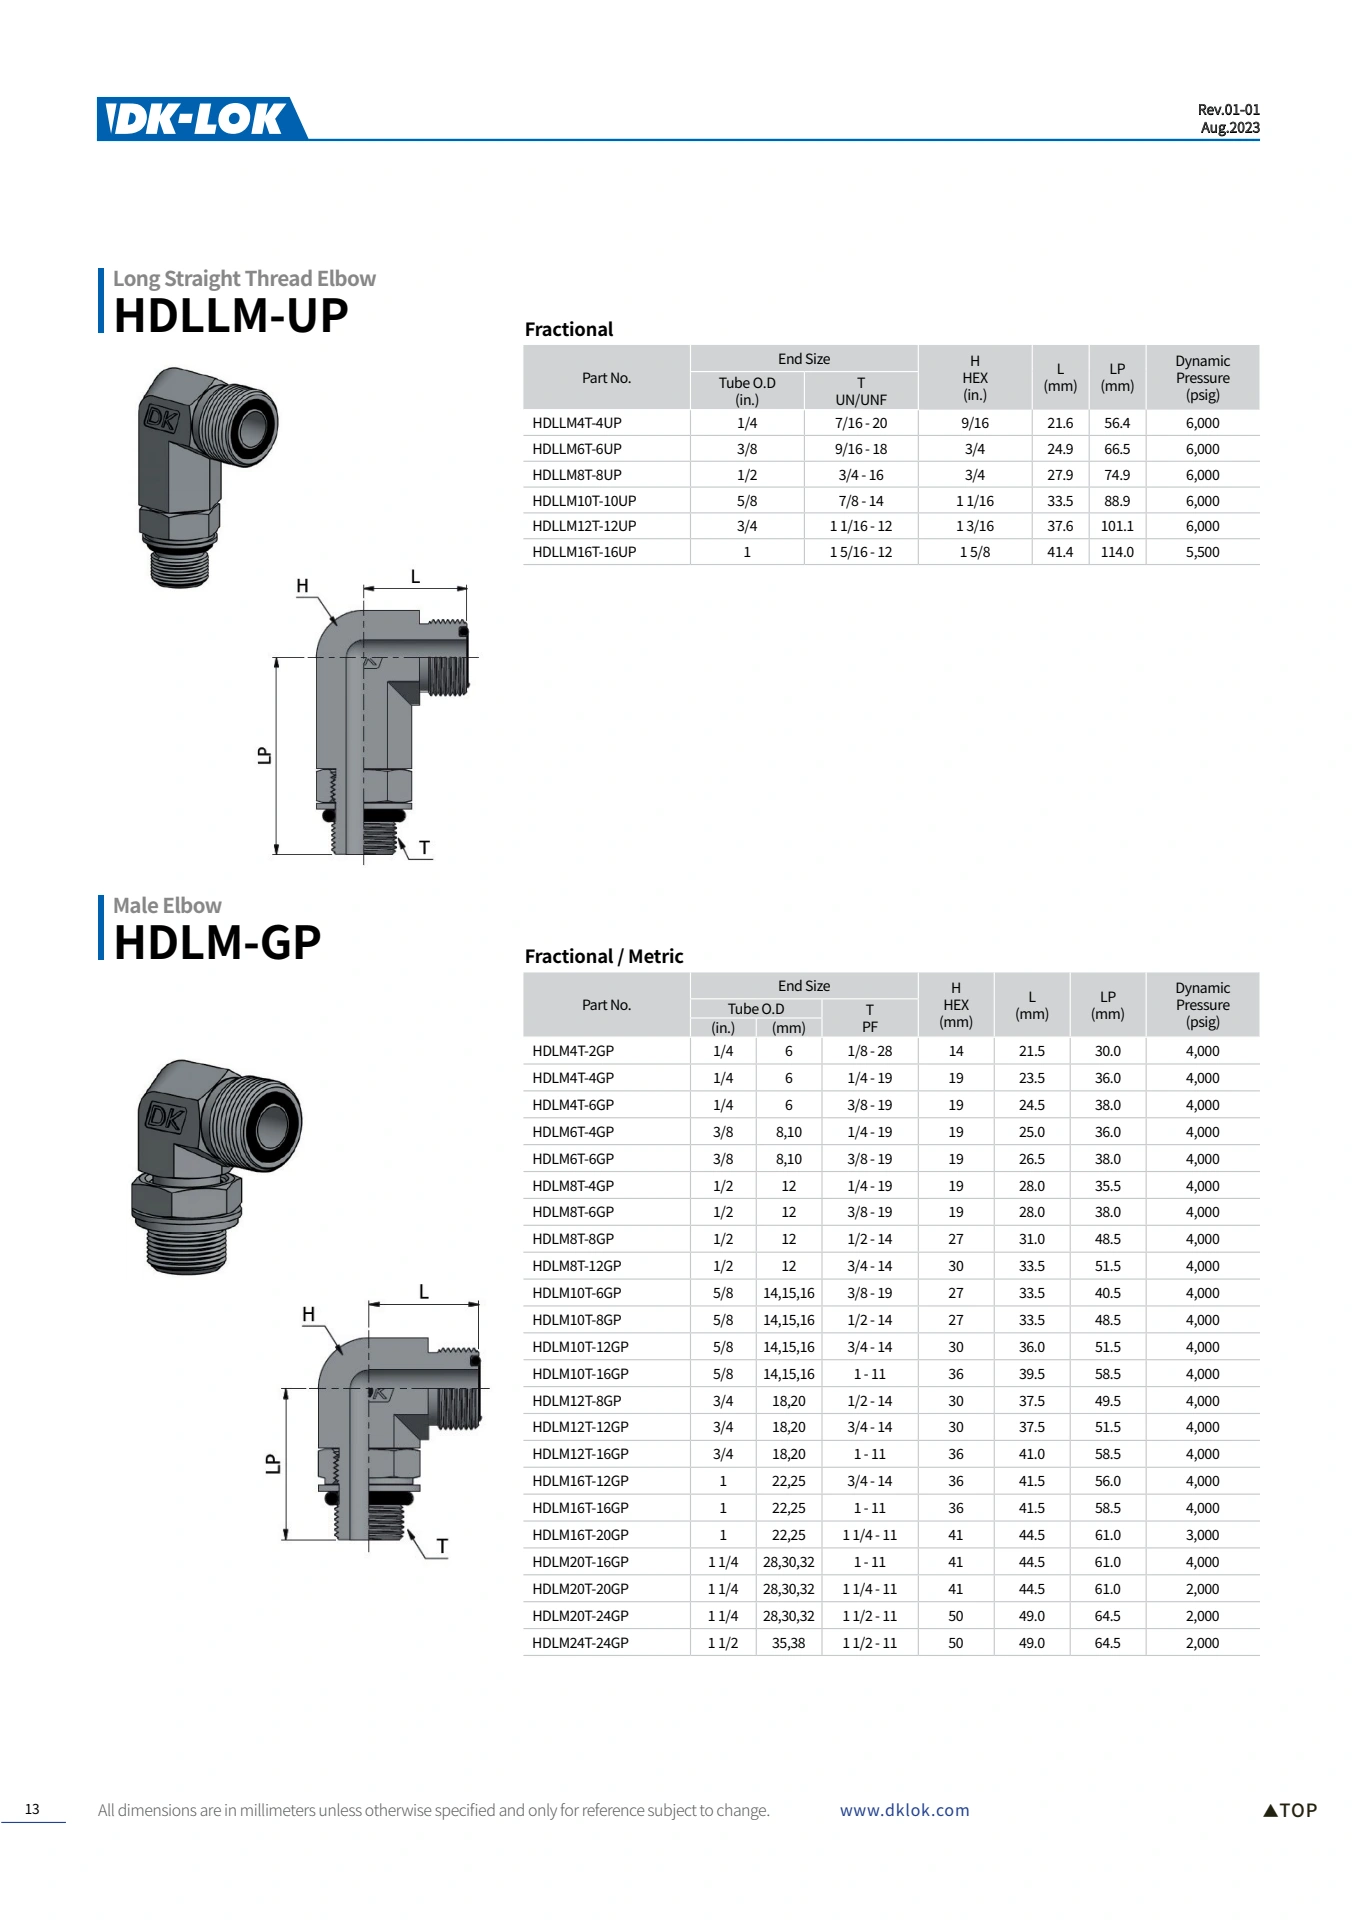 DK-LOK
Rev.01-01
Aug.2023
Long Straight Thread Elbow
HDLLM-UP
DK
H
L
LP
T
Fractional
Part No. End Size H HEX (in.) L (mm) LP (mm) Dynamic Pressure (psig)
Tube O.D (in.) T UN/UNF
HDLLM4T-4UP 1/4 7/16 - 20 9/16 21.6 56.4 6,000
HDLLM6T-6UP 3/8 9/16 - 18 3/4 24.9 66.5 6,000
HDLLM8T-8UP 1/2 3/4 - 16 3/4 27.9 74.9 6,000
HDLLM10T-10UP 5/8 7/8 - 14 1 1/16 33.5 88.9 6,000
HDLLM12T-12UP 3/4 1 1/16 - 12 1 3/16 37.6 101.1 6,000
HDLLM16T-16UP 1 1 5/16 - 12 1 5/8 41.4 114.0 5,500
Male Elbow
HDLM-GP
DK
H
L
LP
T
Fractional / Metric
Part No. End Size H HEX (mm) L (mm) LP (mm) Dynamic Pressure (psig)
Tube O.D T PF
(in.) (mm)
HDLM4T-2GP 1/4 6 1/8 - 28 14 21.5 30.0 4,000
HDLM4T-4GP 1/4 6 1/4 - 19 19 23.5 36.0 4,000
HDLM4T-6GP 1/4 6 3/8 - 19 19 24.5 38.0 4,000
HDLM6T-4GP 3/8 8,10 1/4 - 19 19 25.0 36.0 4,000
HDLM6T-6GP 3/8 8,10 3/8 - 19 19 26.5 38.0 4,000
HDLM8T-4GP 1/2 12 1/4 - 19 19 28.0 35.5 4,000
HDLM8T-6GP 1/2 12 3/8 - 19 19 28.0 38.0 4,000
HDLM8T-8GP 1/2 12 1/2 - 14 27 31.0 48.5 4,000
HDLM8T-12GP 1/2 12 3/4 - 14 30 33.5 51.5 4,000
HDLM10T-6GP 5/8 14,15,16 3/8 - 19 27 33.5 40.5 4,000
HDLM10T-8GP 5/8 14,15,16 1/2 - 14 27 33.5 48.5 4,000
HDLM10T-12GP 5/8 14,15,16 3/4 - 14 30 36.0 51.5 4,000
HDLM10T-16GP 5/8 14,15,16 1 - 11 36 39.5 58.5 4,000
HDLM12T-8GP 3/4 18,20 1/2 - 14 30 37.5 49.5 4,000
HDLM12T-12GP 3/4 18,20 3/4 - 14 30 37.5 51.5 4,000
HDLM12T-16GP 3/4 18,20 1 - 11 36 41.0 58.5 4,000
HDLM16T-12GP 1 22,25 3/4 - 14 36 41.5 56.0 4,000
HDLM16T-16GP 1 22,25 1 - 11 36 41.5 58.5 4,000
HDLM16T-20GP 1 22,25 1 1/4 - 11 41 44.5 61.0 3,000
HDLM20T-16GP 1 1/4 28,30,32 1 - 11 41 44.5 61.0 4,000
HDLM20T-20GP 1 1/4 28,30,32 1 1/4 - 11 41 44.5 61.0 2,000
HDLM20T-24GP 1 1/4 28,30,32 1 1/2 - 11 50 49.0 64.5 2,000
HDLM24T-24GP 1 1/2 35,38 1 1/2 - 11 50 49.0 64.5 2,000
13 All dimensions are in millimeters unless otherwise specified and only for reference subject to change. www.dklok.com ▲TOP